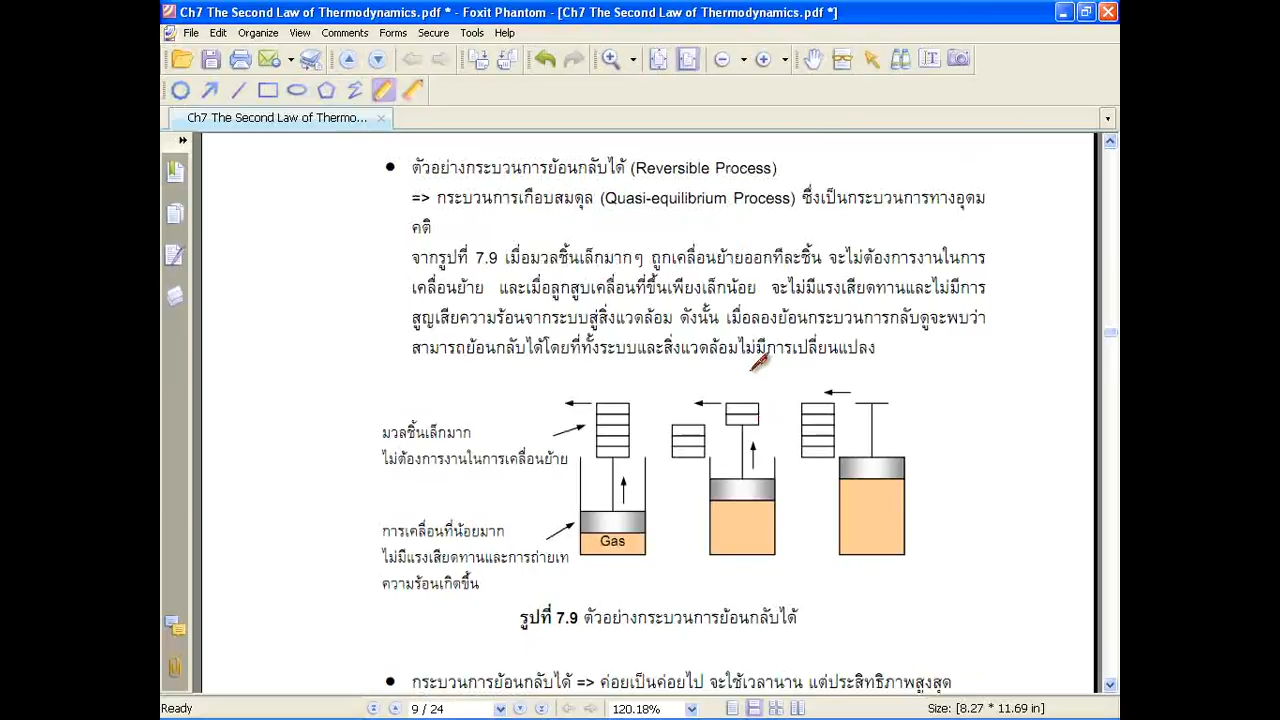 Ch7 The Second Law of Thermodynamics.pdf * - Foxit Phantom - [Ch7 The Second Law of Thermodynamics.pdf *]
File Edit Organize View Comments Forms Secure Tools Help
Ch7 The Second Law of Thermo...
• ตัวอย่างกระบวนการย้อนกลับได้ (Reversible Process)
=> กระบวนการเกือบสมดุล (Quasi-equilibrium Process) ซึ่งเป็นกระบวนการทางอุดม
คติ
จากรูปที่ 7.9 เมื่อมวลชิ้นเล็กมากๆ ถูกเคลื่อนย้ายออกทีละชิ้น จะไม่ต้องการงานในการ
เคลื่อนย้าย และเมื่อลูกสูบเคลื่อนที่ขึ้นเพียงเล็กน้อย จะไม่มีแรงเสียดทานและไม่มีการ
สูญเสียความร้อนจากระบบสู่สิ่งแวดล้อม ดังนั้น เมื่อลองย้อนกระบวนการกลับดูจะพบว่า
สามารถย้อนกลับได้โดยที่ทั้งระบบและสิ่งแวดล้อมไม่มีการเปลี่ยนแปลง
มวลชิ้นเล็กมาก
ไม่ต้องการงานในการเคลื่อนย้าย
การเคลื่อนที่น้อยมาก
ไม่มีแรงเสียดทานและการถ่ายเท
ความร้อนเกิดขึ้น
Gas
รูปที่ 7.9 ตัวอย่างกระบวนการย้อนกลับได้
• กระบวนการย้อนกลับได้ => ค่อยเป็นค่อยไป จะใช้เวลานาน แต่ประสิทธิภาพสูงสุด
Ready 9 / 24 120.18% Size: [8.27 * 11.69 in]